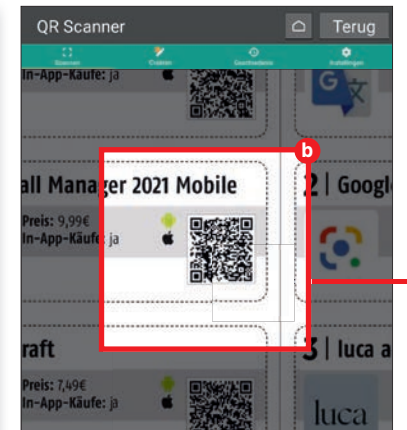 QR Scanner
Terug
Scannen
Creëren
Geschiedenis
Instellingen
In-App-Käufe: ja
b
all Manager 2021 Mobile
2 | Googl
Preis: 9,99€
In-App-Käufe: ja
raft
3 | luca a
Preis: 7,49€
In-App-Käufe: ja
luca